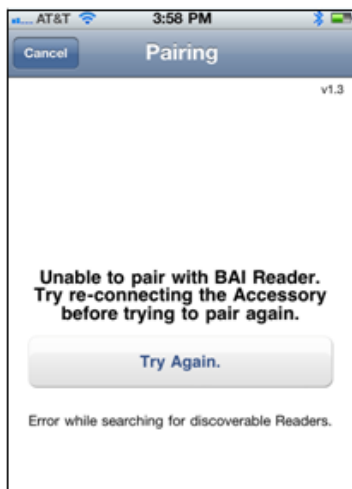 AT&T 3:58 PM
Cancel Pairing
v1.3
Unable to pair with BAI Reader.
Try re-connecting the Accessory
before trying to pair again.
Try Again.
Error while searching for discoverable Readers.